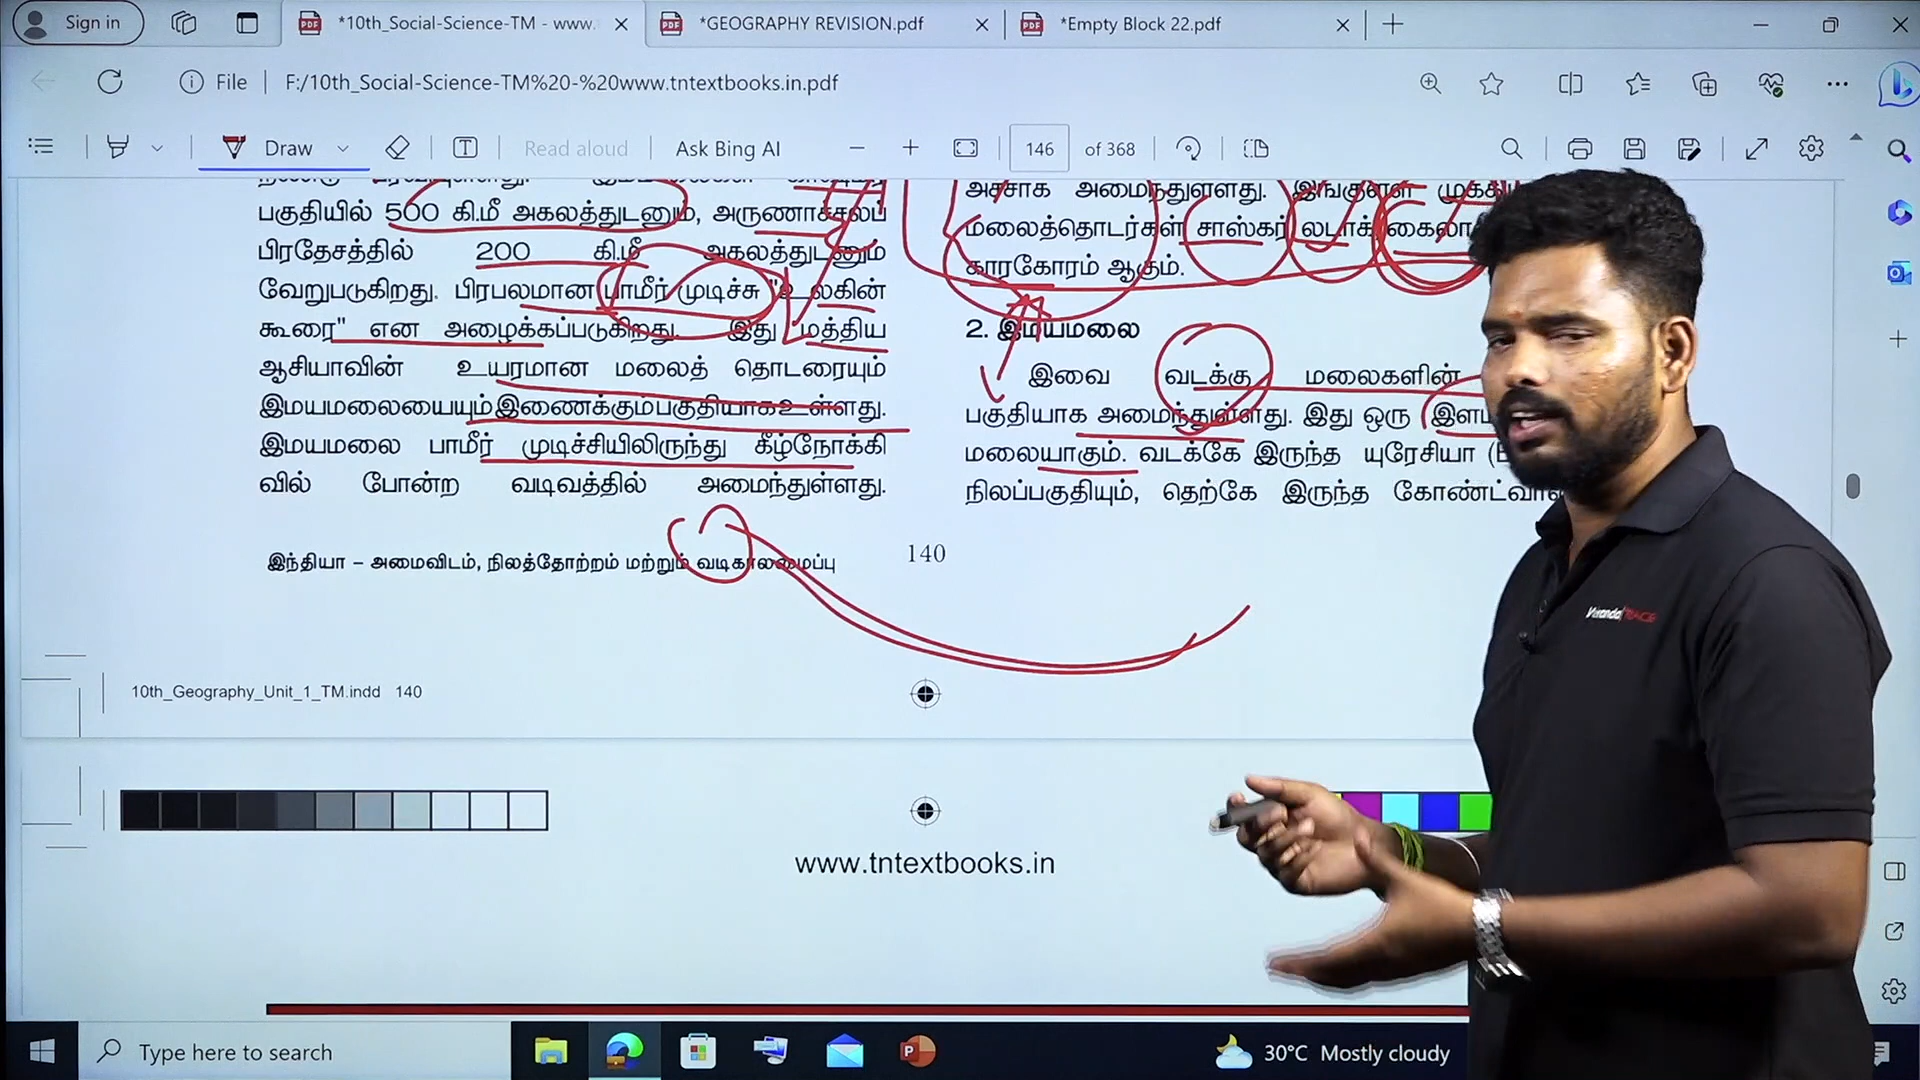 Sign in
*10th_Social-Science-TM - www.
*GEOGRAPHY REVISION.pdf
*Empty Block 22.pdf
File
F:/10th_Social-Science-TM%20-%20www.tntextbooks.in.pdf
Draw
Read aloud
Ask Bing AI
146 of 368
பகுதியில் 500 கி.மீ அகலத்துடனும், அருணாச்சலப்
பிரதேசத்தில் 200 கி.மீ அகலத்துடனும்
வேறுபடுகிறது. பிரபலமான பாமீர் முடிச்சு "உலகின்
கூரை" என அழைக்கப்படுகிறது. இது மத்திய
ஆசியாவின் உயரமான மலைத் தொடரையும்
இமயமலையையும் இணைக்கும் பகுதியாக உள்ளது.
இமயமலை பாமீர் முடிச்சியிலிருந்து கீழ்நோக்கி
வில் போன்ற வடிவத்தில் அமைந்துள்ளது.
அச்சாக அமைந்துள்ளது. இங்குள்ள
மலைத்தொடர்கள் சாஸ்கர் லடாக்
காரகோரம் ஆகும்.
2. இமயமலை
இவை வடக்கு மலைகளின்
பகுதியாக அமைந்துள்ளது. இது ஒரு
மலையாகும். வடக்கே இருந்த யுரேசியா
நிலப்பகுதியும், தெற்கே இருந்த
இந்தியா – அமைவிடம், நிலத்தோற்றம் மற்றும் வடிகாலமைப்பு
140
10th_Geography_Unit_1_TM.indd 140
www.tntextbooks.in
Veranda RACE
Type here to search
30°C Mostly cloudy